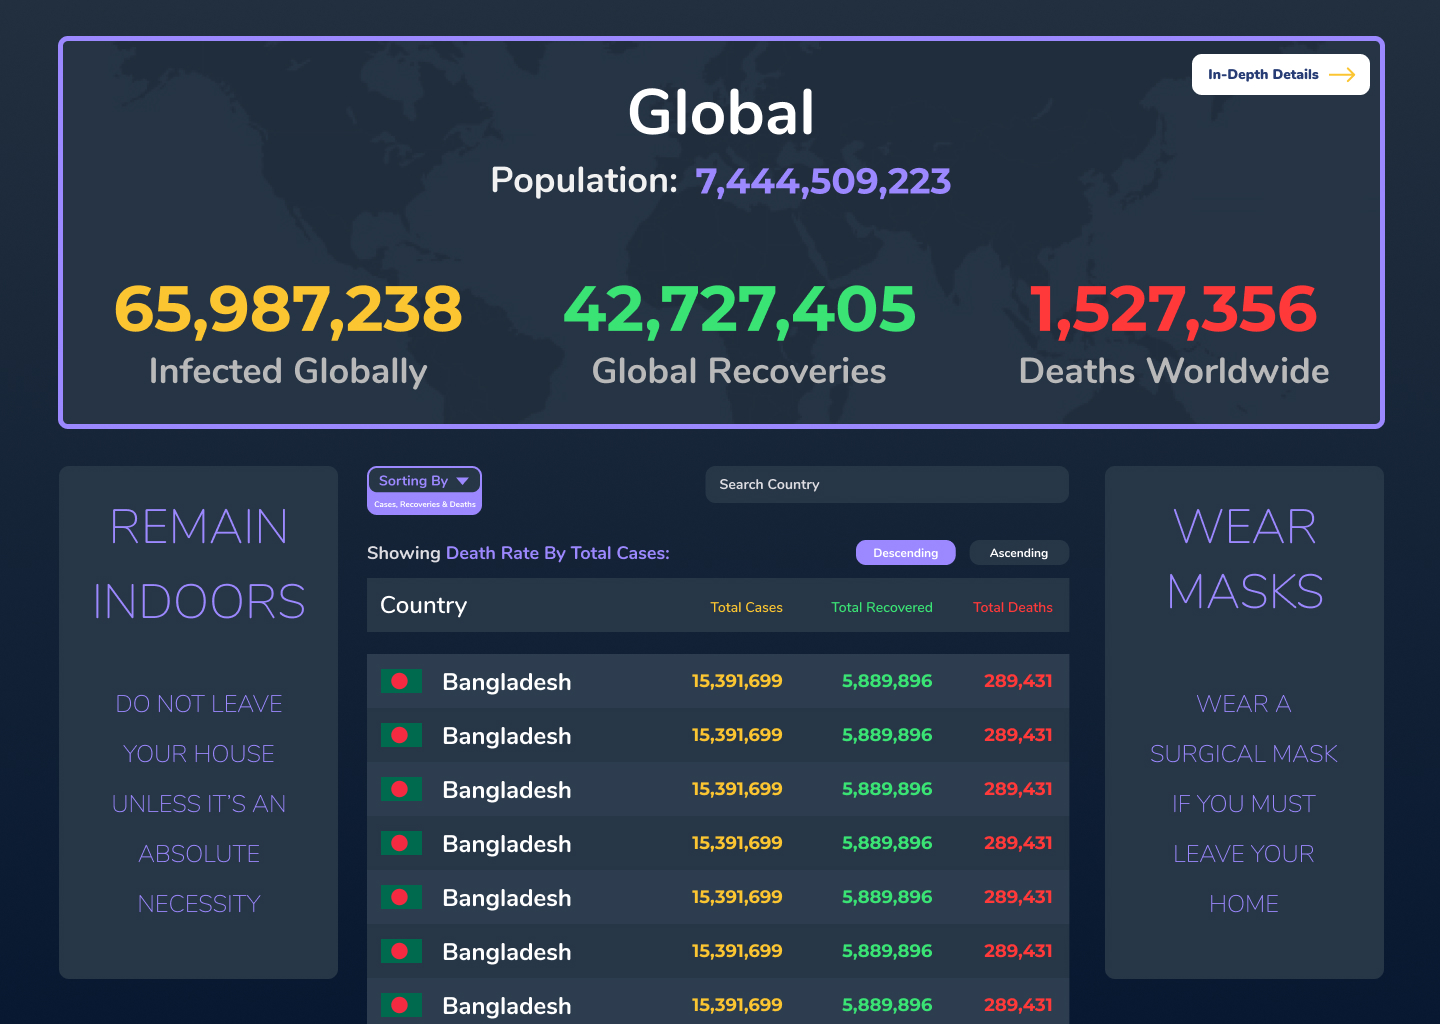 In-Depth Details
Global
Population: 7,444,509,223
65,987,238
Infected Globally
42,727,405
Global Recoveries
1,527,356
Deaths Worldwide
REMAIN
INDOORS
DO NOT LEAVE
YOUR HOUSE
UNLESS IT’S AN
ABSOLUTE
NECESSITY
Sorting By
Cases, Recoveries & Deaths
Search Country
Showing Death Rate By Total Cases:
Descending
Ascending
Country Total Cases Total Recovered Total Deaths
Bangladesh 15,391,699 5,889,896 289,431
Bangladesh 15,391,699 5,889,896 289,431
Bangladesh 15,391,699 5,889,896 289,431
Bangladesh 15,391,699 5,889,896 289,431
Bangladesh 15,391,699 5,889,896 289,431
Bangladesh 15,391,699 5,889,896 289,431
Bangladesh 15,391,699 5,889,896 289,431
WEAR
MASKS
WEAR A
SURGICAL MASK
IF YOU MUST
LEAVE YOUR
HOME